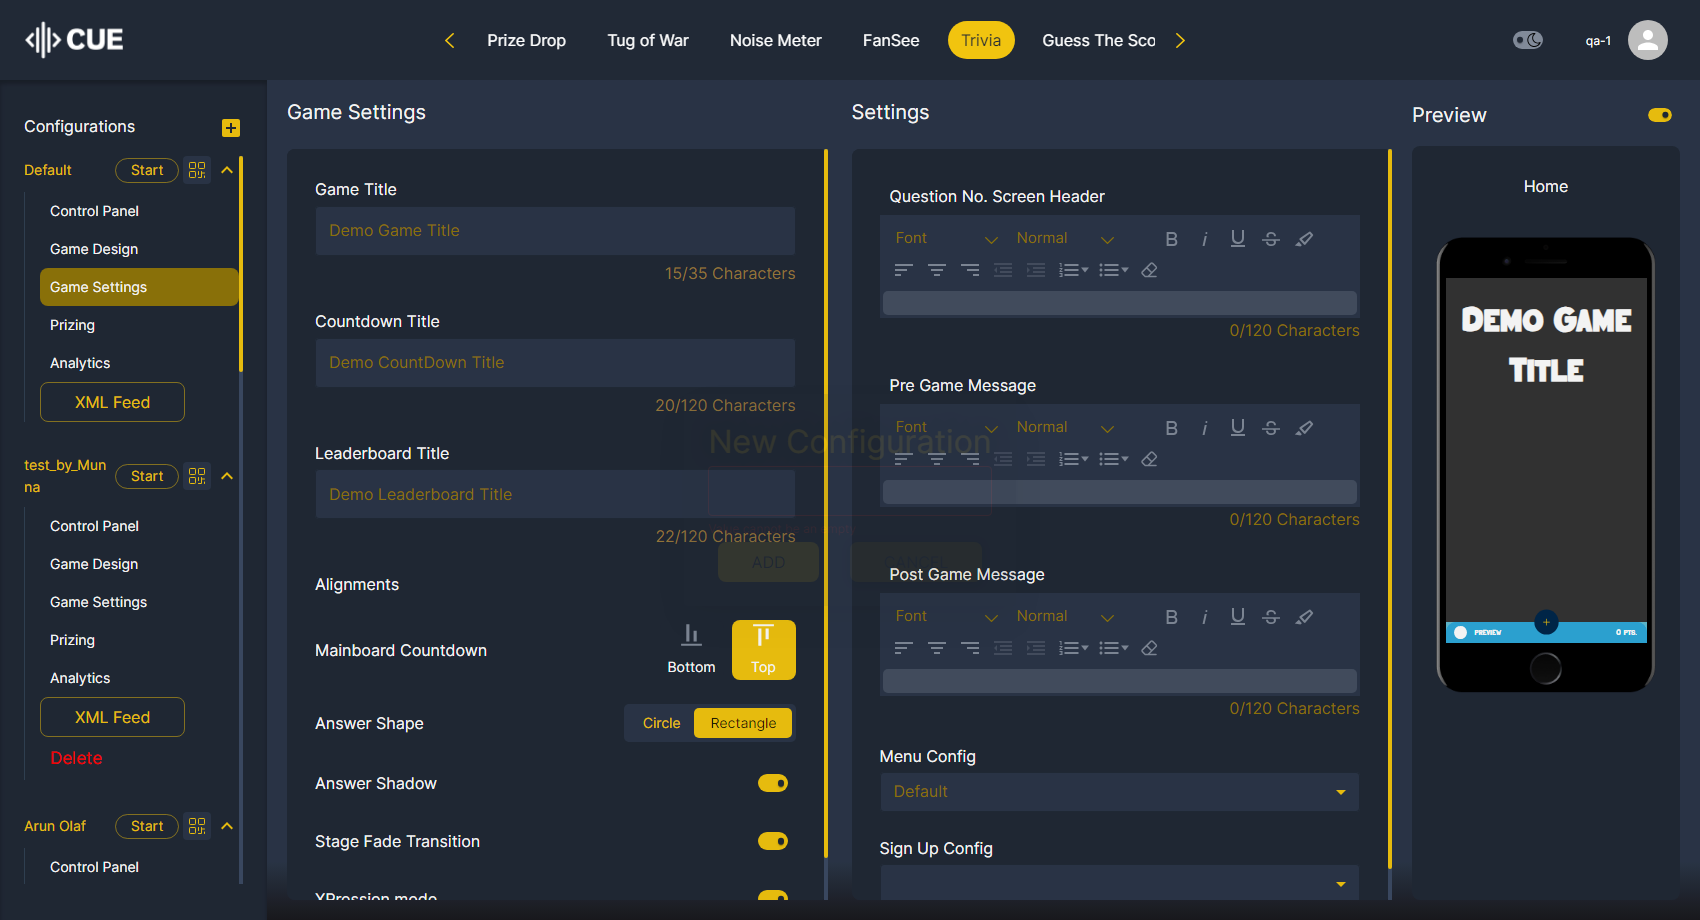 CUE
Prize Drop
Tug of War
Noise Meter
FanSee
Trivia
Guess The Sco
qa-1
Configurations
Default
Start
Control Panel
Game Design
Game Settings
Prizing
Analytics
XML Feed
test_by_Mun
na
Start
Control Panel
Game Design
Game Settings
Prizing
Analytics
XML Feed
Delete
Arun Olaf
Start
Control Panel
Game Settings
Game Title
Demo Game Title
15/35 Characters
Countdown Title
Demo CountDown Title
20/120 Characters
Leaderboard Title
Demo Leaderboard Title
22/120 Characters
Alignments
Mainboard Countdown
Bottom
Top
Answer Shape
Circle
Rectangle
Answer Shadow
Stage Fade Transition
XPression mode
New Configuration
ADD
CANCEL
Settings
Question No. Screen Header
Font
Normal
B i U S
0/120 Characters
Pre Game Message
Font
Normal
B i U S
0/120 Characters
Post Game Message
Font
Normal
B i U S
0/120 Characters
Menu Config
Default
Sign Up Config
Preview
Home
Demo Game
Title
PREVIEW
0 PTS.